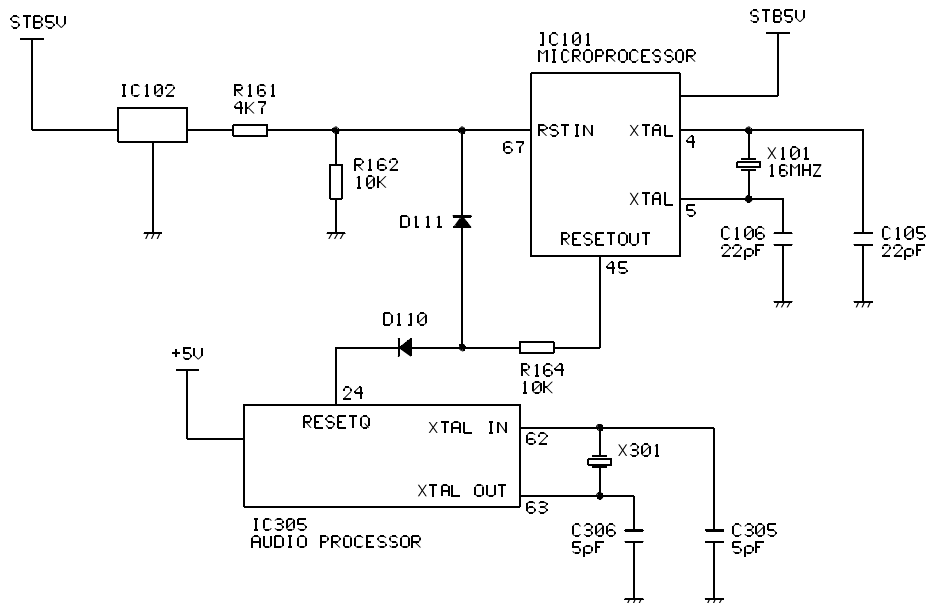 STB5V
STB5V
IC101
MICROPROCESSOR
IC102
R161
4K7
RSTIN
67
XTAL
4
X101
16MHZ
R162
10K
XTAL
5
D111
RESETOUT
45
C106
22pF
C105
22pF
D110
+5V
R164
10K
24
RESETQ
XTAL IN
62
X301
XTAL OUT
63
IC305
AUDIO PROCESSOR
C306
5pF
C305
5pF